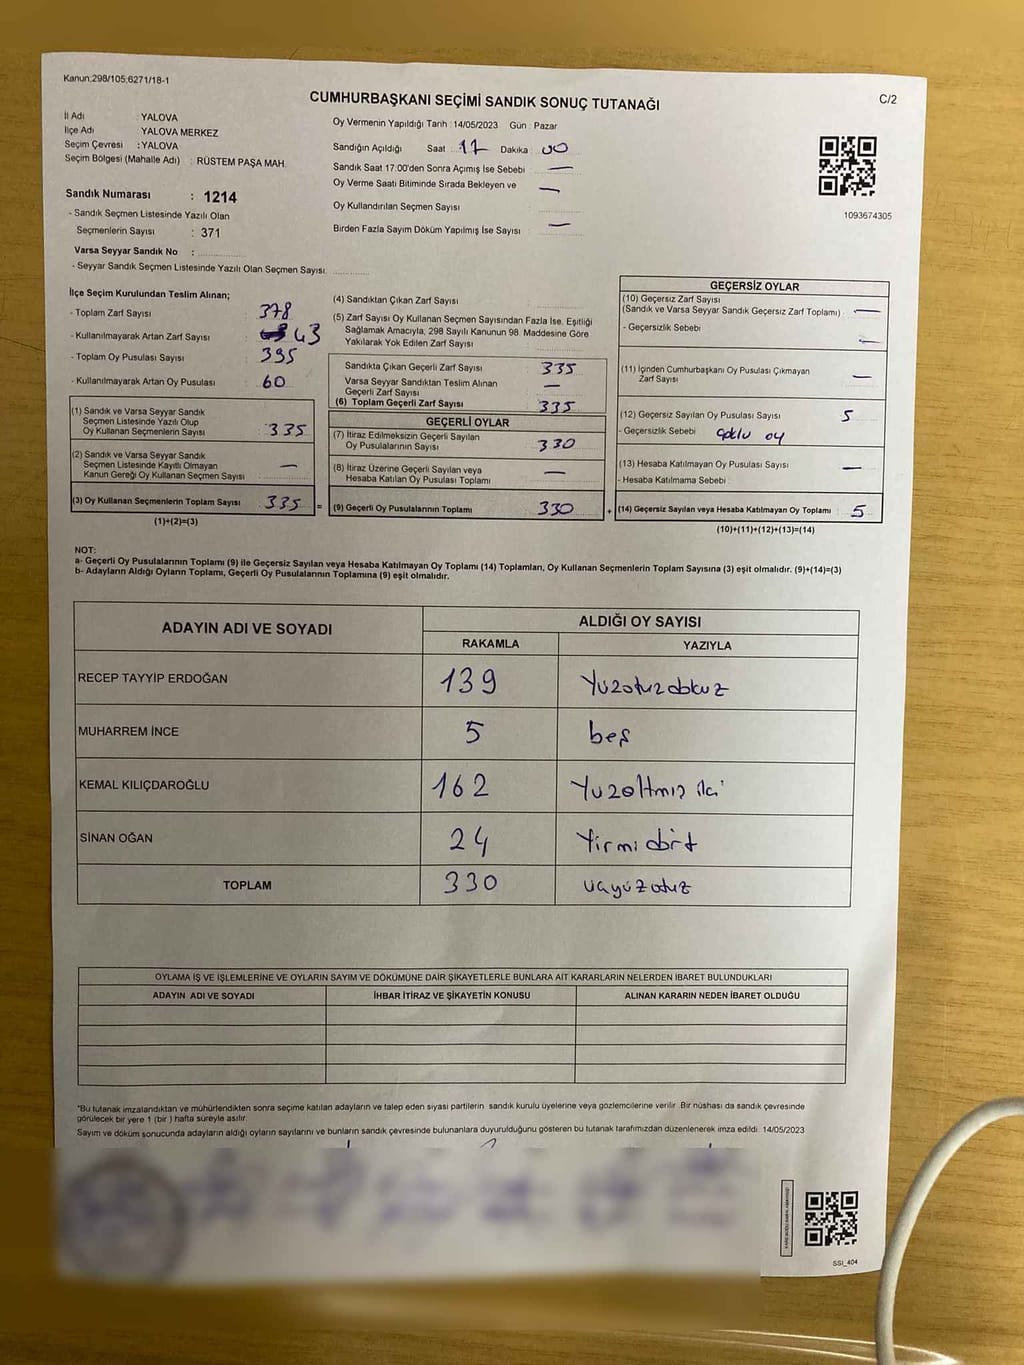 Kanun;298/105;6271/18-1
C/2
CUMHURBAŞKANI SEÇİMİ SANDIK SONUÇ TUTANAĞI
İl Adı : YALOVA
İlçe Adı : YALOVA MERKEZ
Seçim Çevresi : YALOVA
Seçim Bölgesi (Mahalle Adı) : RÜSTEM PAŞA MAH.
Sandık Numarası : 1214
- Sandık Seçmen Listesinde Yazılı Olan
Seçmenlerin Sayısı : 371
Varsa Seyyar Sandık No :
- Seyyar Sandık Seçmen Listesinde Yazılı Olan Seçmen Sayısı
Oy Vermenin Yapıldığı Tarih : 14/05/2023 Gün : Pazar
Sandığın Açıldığı Saat 17 Dakika 00
Sandık Saat 17:00'den Sonra Açımış İse Sebebi —
Oy Verme Saati Bitiminde Sırada Bekleyen ve —
Oy Kullandırılan Seçmen Sayısı
Birden Fazla Sayım Döküm Yapılmış İse Sayısı —
1093674305
İlçe Seçim Kurulundan Teslim Alınan;
- Toplam Zarf Sayısı : 378
- Kullanılmayarak Artan Zarf Sayısı : 43
- Toplam Oy Pusulası Sayısı : 395
- Kullanılmayarak Artan Oy Pusulası : 60
(1) Sandık ve Varsa Seyyar Sandık
Seçmen Listesinde Yazılı Olup
Oy Kullanan Seçmenlerin Sayısı : 335
(2) Sandık ve Varsa Seyyar Sandık
Seçmen Listesinde Kayıtlı Olmayan
Kanun Gereği Oy Kullanan Seçmen Sayısı —
(3) Oy Kullanan Seçmenlerin Toplam Sayısı 335 =
(1)+(2)=(3)
(4) Sandıktan Çıkan Zarf Sayısı
(5) Zarf Sayısı Oy Kullanan Seçmen Sayısından Fazla İse, Eşitliği
Sağlamak Amacıyla, 298 Sayılı Kanunun 98. Maddesine Göre
Yakılarak Yok Edilen Zarf Sayısı
Sandıkta Çıkan Geçerli Zarf Sayısı 335
Varsa Seyyar Sandıktan Teslim Alınan
Geçerli Zarf Sayısı —
(6) Toplam Geçerli Zarf Sayısı 335
GEÇERLİ OYLAR
(7) İtiraz Edilmeksizin Geçerli Sayılan
Oy Pusulalarının Sayısı 330
(8) İtiraz Üzerine Geçerli Sayılan veya
Hesaba Katılan Oy Pusulası Toplamı —
(9) Geçerli Oy Pusulalarının Toplamı 330 +
GEÇERSİZ OYLAR
(10) Geçersiz Zarf Sayısı
(Sandık ve Varsa Seyyar Sandık Geçersiz Zarf Toplamı) —
- Geçersizlik Sebebi —
(11) İçinden Cumhurbaşkanı Oy Pusulası Çıkmayan
Zarf Sayısı —
(12) Geçersiz Sayılan Oy Pusulası Sayısı 5
- Geçersizlik Sebebi : Çoklu oy
(13) Hesaba Katılmayan Oy Pusulası Sayısı —
- Hesaba Katılmama Sebebi :
(14) Geçersiz Sayılan veya Hesaba Katılmayan Oy Toplamı : 5
(10)+(11)+(12)+(13)=(14)
NOT:
a- Geçerli Oy Pusulalarının Toplamı (9) ile Geçersiz Sayılan veya Hesaba Katılmayan Oy Toplamı (14) Toplamları, Oy Kullanan Seçmenlerin Toplam Sayısına (3) eşit olmalıdır. (9)+(14)=(3)
b- Adayların Aldığı Oyların Toplamı, Geçerli Oy Pusulalarının Toplamına (9) eşit olmalıdır.
ADAYIN ADI VE SOYADI
ALDIĞI OY SAYISI
RAKAMLA YAZIYLA
RECEP TAYYİP ERDOĞAN 139 Yüzotuzdokuz
MUHARREM İNCE 5 beş
KEMAL KILIÇDAROĞLU 162 Yüzaltmış iki
SİNAN OĞAN 24 Yirmi dört
TOPLAM 330 üçyüzotuz
OYLAMA İŞ VE İŞLEMLERİNE VE OYLARIN SAYIM VE DÖKÜMÜNE DAİR ŞİKAYETLERLE BUNLARA AİT KARARLARIN NELERDEN İBARET BULUNDUKLARI
ADAYIN ADI VE SOYADI İHBAR İTİRAZ VE ŞİKAYETİN KONUSU ALINAN KARARIN NEDEN İBARET OLDUĞU
*Bu tutanak imzalandıktan ve mühürlendikten sonra seçime katılan adayların ve talep eden siyasi partilerin sandık kurulu üyelerine veya gözlemcilerine verilir. Bir nüshası da sandık çevresinde
görülecek bir yere 1 (bir) hafta süreyle asılır.
Sayım ve döküm sonucunda adayların aldığı oyların sayılarını ve bunların sandık çevresinde bulunanlara duyurulduğunu gösteren bu tutanak tarafımızdan düzenlenerek imza edildi. 14/05/2023
SSI_404